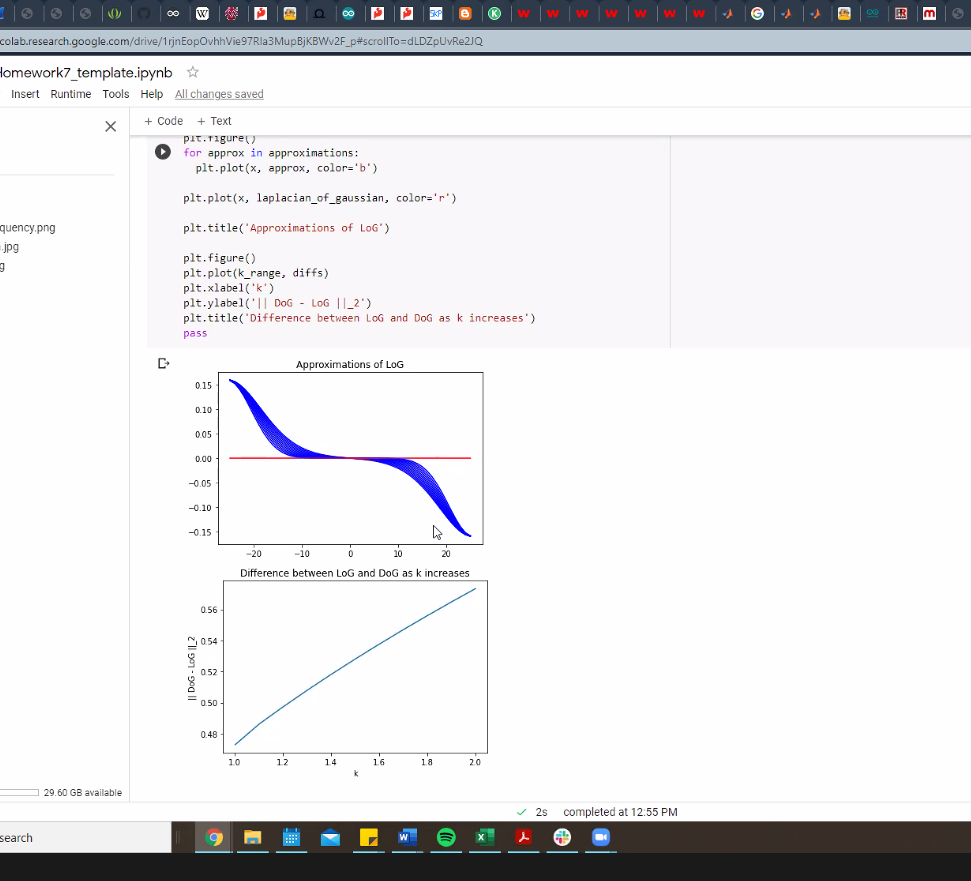 colab.research.google.com/drive/1rjnEopOvhhVie97RIa3MupBjKBWv2F_p#scrollTo=dLDZpUvRe2JQ
Homework7_template.ipynb
Insert Runtime Tools Help All changes saved
+ Code + Text
plt.figure()
for approx in approximations:
plt.plot(x, approx, color='b')
plt.plot(x, laplacian_of_gaussian, color='r')
plt.title('Approximations of LoG')
quency.png
.jpg
g
plt.figure()
plt.plot(k_range, diffs)
plt.xlabel('k')
plt.ylabel('|| DoG - LoG ||_2')
plt.title('Difference between LoG and DoG as k increases')
pass
Approximations of LoG
0.15
0.10
0.05
0.00
−0.05
−0.10
−0.15
−20 −10 0 10 20
Difference between LoG and DoG as k increases
|| DoG - LoG ||_2
0.56
0.54
0.52
0.50
0.48
1.0 1.2 1.4 1.6 1.8 2.0
k
29.60 GB available
2s completed at 12:55 PM
search